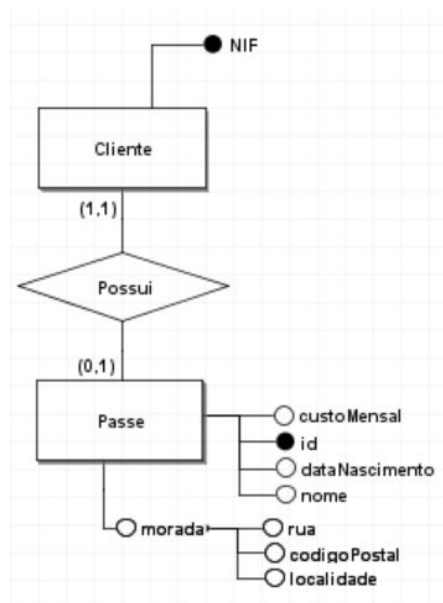 NIF
Cliente
(1,1)
Possui
(0,1)
Passe
custoMensal
id
dataNascimento
nome
morada
rua
codigoPostal
localidade